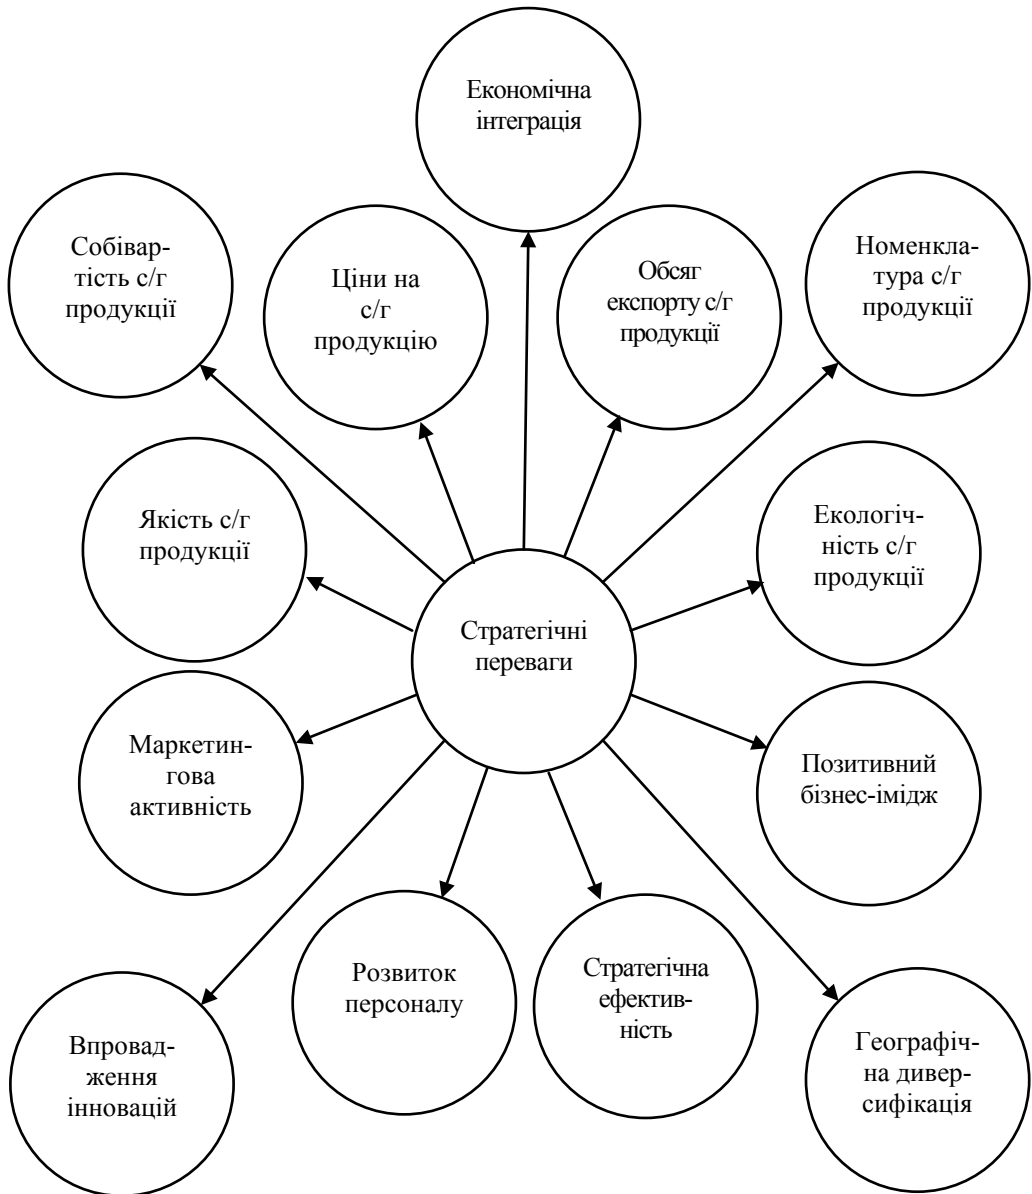 Економічна
інтеграція
Собівар-
тість с/г
продукції
Ціни на
с/г
продукцію
Обсяг
експорту с/г
продукції
Номенкла-
тура с/г
продукції
Якість с/г
продукції
Екологіч-
ність с/г
продукції
Стратегічні
переваги
Маркетин-
гова
активність
Позитивний
бізнес-імідж
Розвиток
персоналу
Стратегічна
ефектив-
ність
Впровад-
ження
інновацій
Географіч-
на дивер-
сифікація